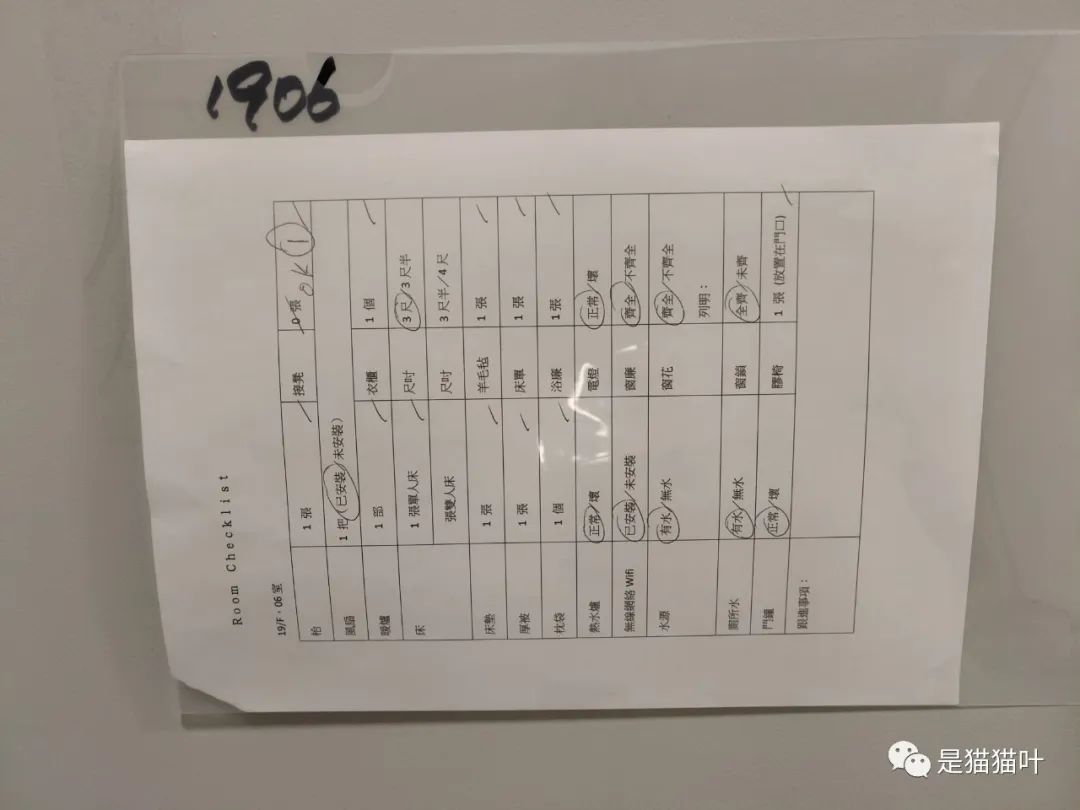 1906
Room Checklist
19/F，06 室
枱 1 張 接凳 0 張 OK 1
風扇 1 把（已安裝/未安裝）
暖爐 1 部 衣櫃 1 個
床 1 張單人床 尺吋 3 尺/3 尺半
張雙人床 尺吋 3 尺半/4 尺
床墊 1 張 羊毛毡 1 張
厚被 1 張 床單 1 張
枕袋 1 個 浴廉 1 張
熱水爐 正常/壞 電燈 正常/壞
無線網絡 Wifi 已安裝/未安裝 窗廉 齊全/不齊全
水源 有水/無水 窗花 齊全/不齊全
列明：
廁所水 有水/無水 窗鎖 全齊/未齊
門鐘 正常/壞 膠椅 1 張 (放置在門口)
跟進事項：
是猫猫叶